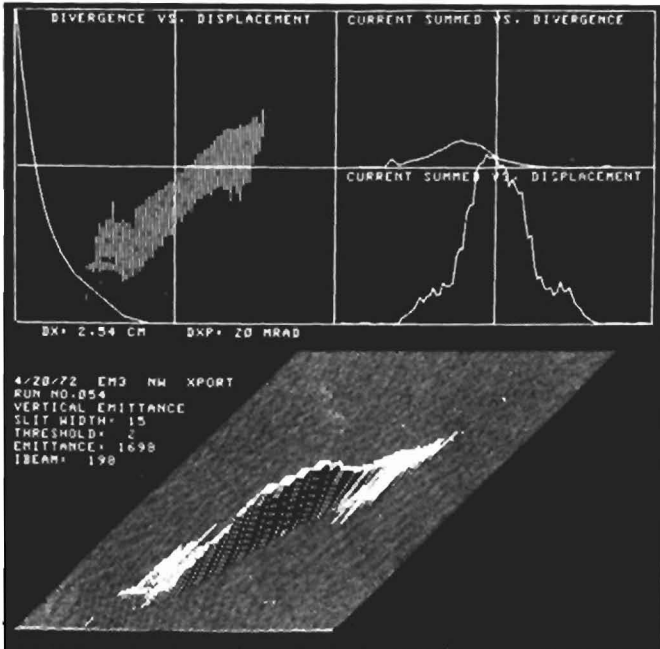 DIVERGENCE VS. DISPLACEMENT
CURRENT SUMMED VS. DIVERGENCE
CURRENT SUMMED VS. DISPLACEMENT
DX= 2.54 CM DXP= 20 MRAD
4/20/72 EM3 NW XPORT
RUN NO.054
VERTICAL EMITTANCE
SLIT WIDTH= 15
THRESHOLD= 2
EMITTANCE= 1698
IBEAM= 190